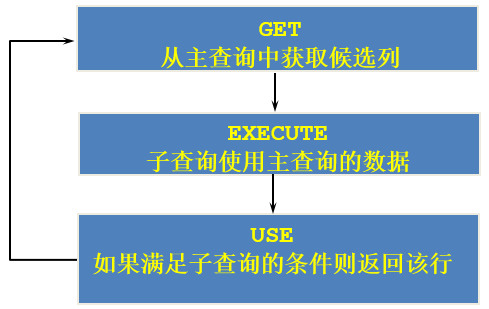 GET
从主查询中获取候选列
EXECUTE
子查询使用主查询的数据
USE
如果满足子查询的条件则返回该行